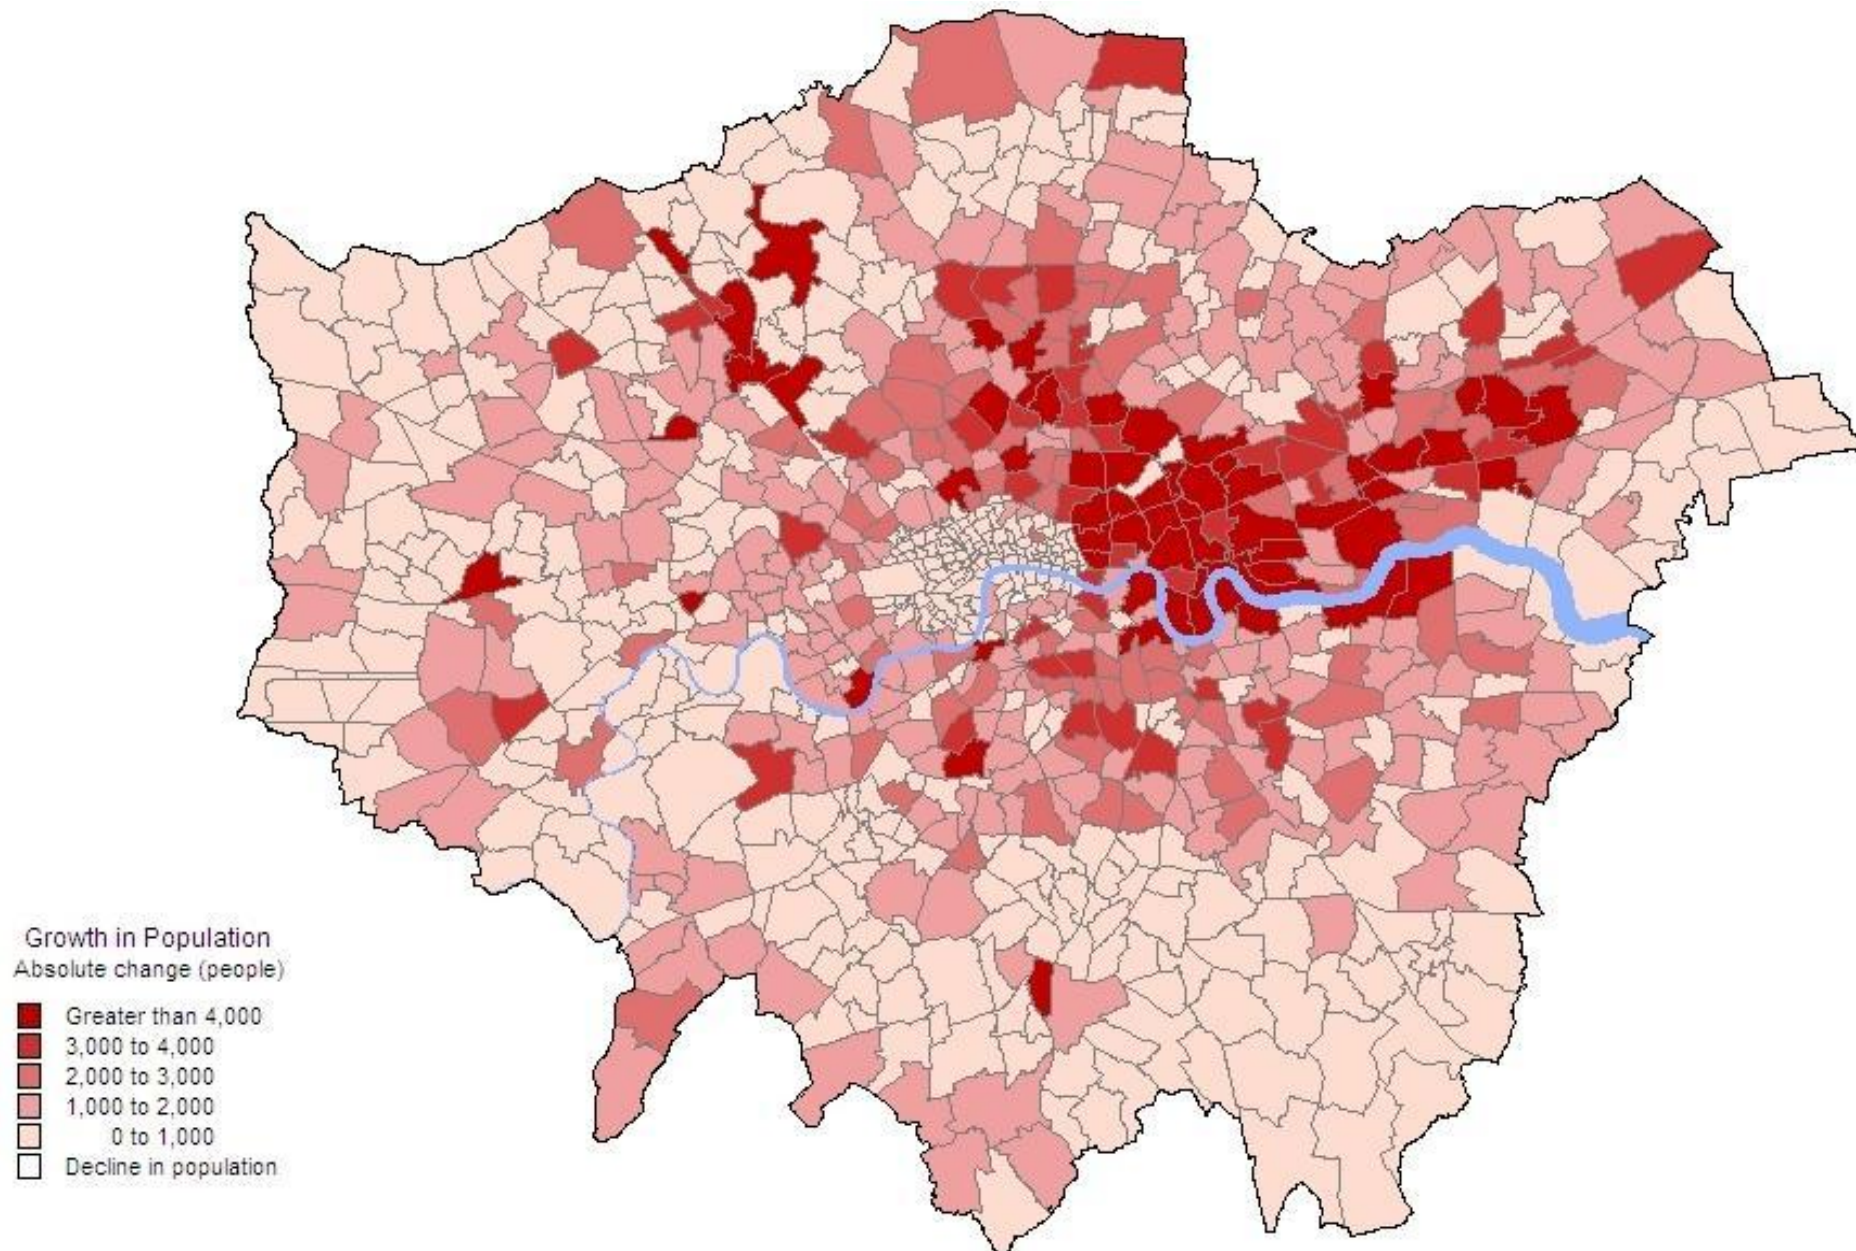 Growth in Population
Absolute change (people)
Greater than 4,000
3,000 to 4,000
2,000 to 3,000
1,000 to 2,000
0 to 1,000
Decline in population